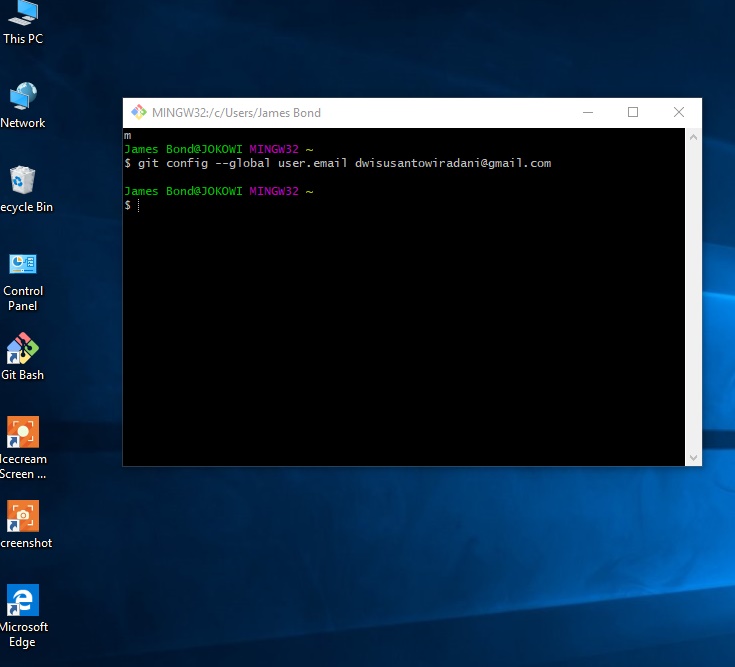 This PC
Network
ecycle Bin
Control
Panel
Git Bash
Icecream
Screen ...
creenshot
Microsoft
Edge
MINGW32:/c/Users/James Bond
m
James Bond@JOKOWI MINGW32 ~
$ git config --global user.email dwisusantowiradani@gmail.com
James Bond@JOKOWI MINGW32 ~
$